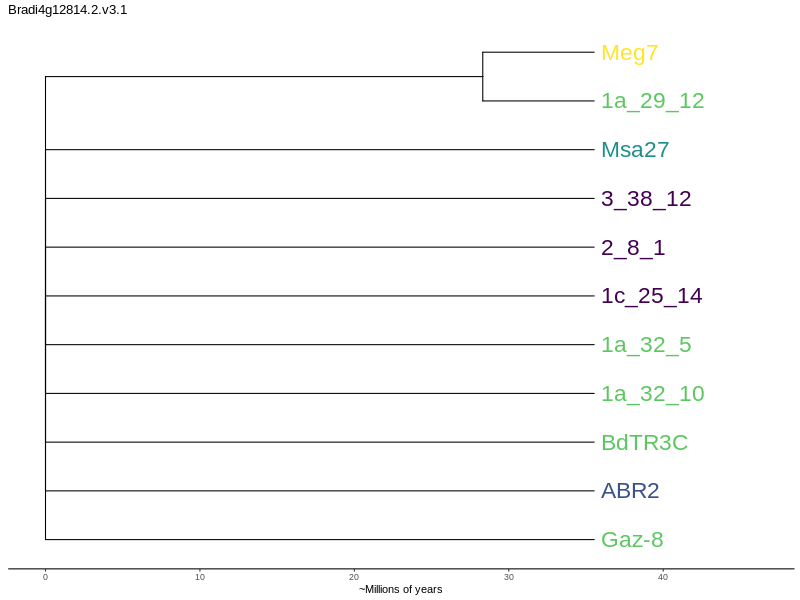 Bradi4g12814.2.v3.1
Meg7
1a_29_12
Msa27
3_38_12
2_8_1
1c_25_14
1a_32_5
1a_32_10
BdTR3C
ABR2
Gaz-8
0 10 20 30 40
~Millions of years